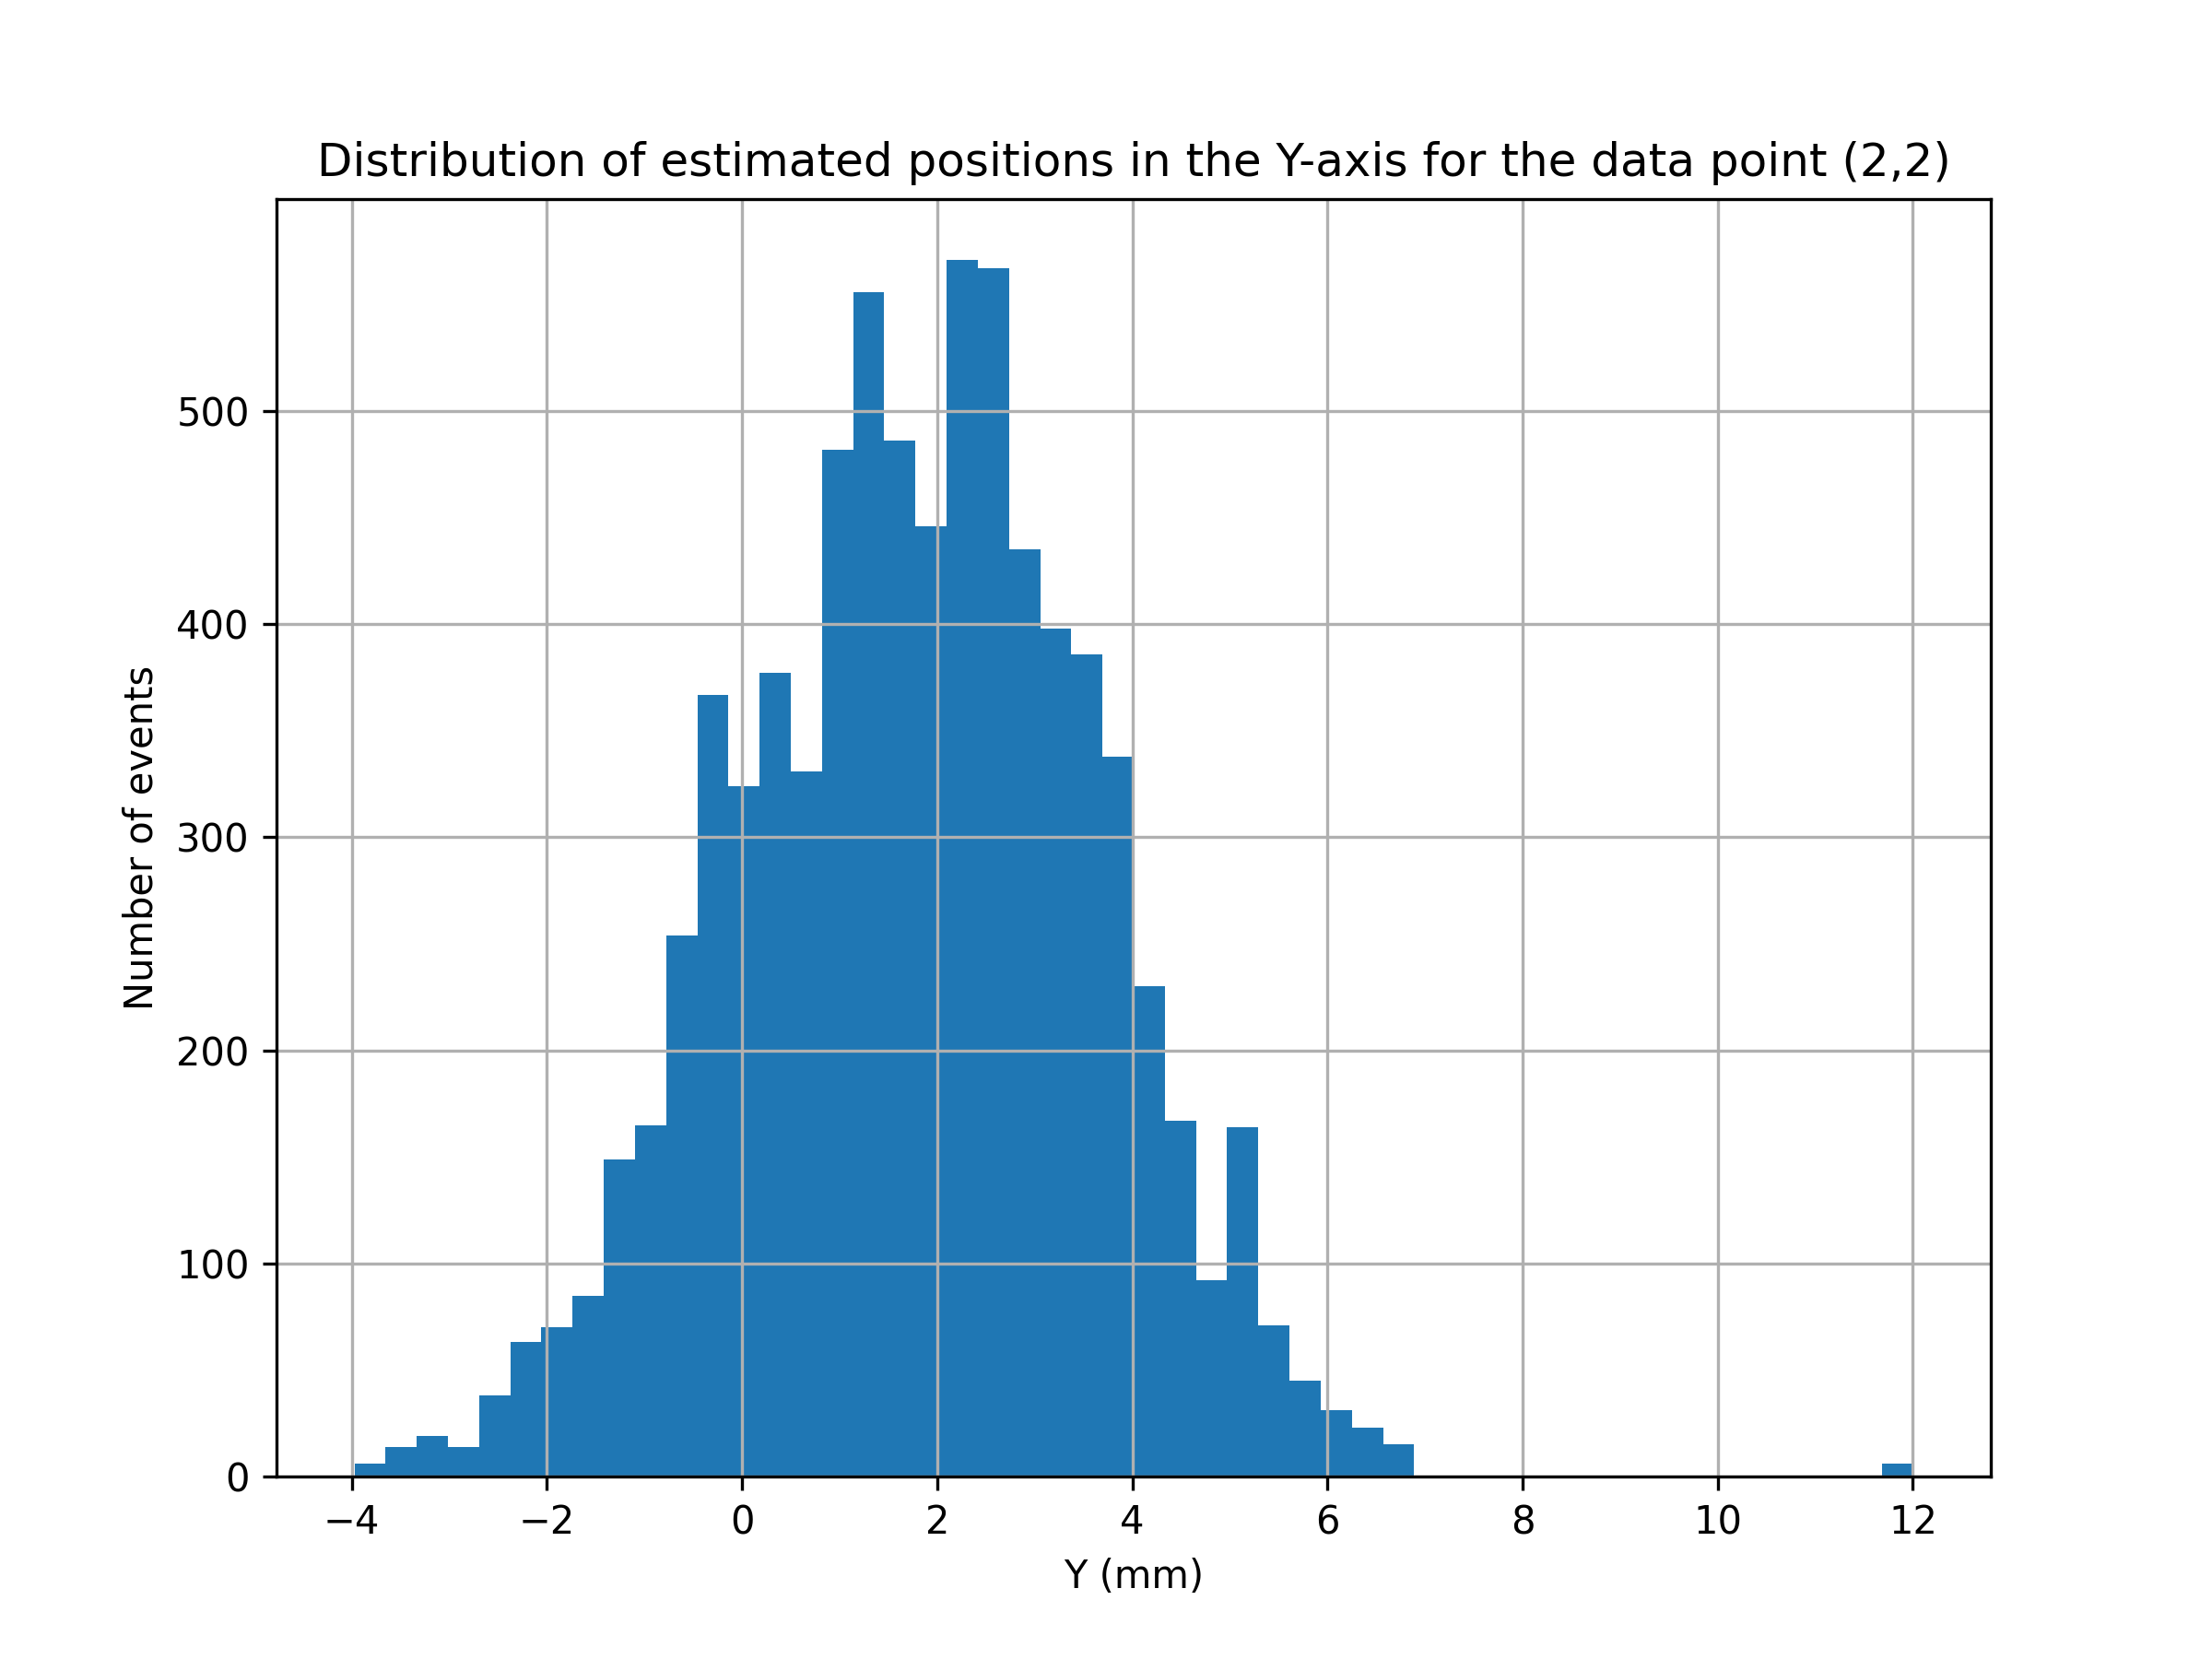 Distribution of estimated positions in the Y-axis for the data point (2,2)
500
400
300
200
100
0
Number of events
−4 −2 0 2 4 6 8 10 12
Y (mm)